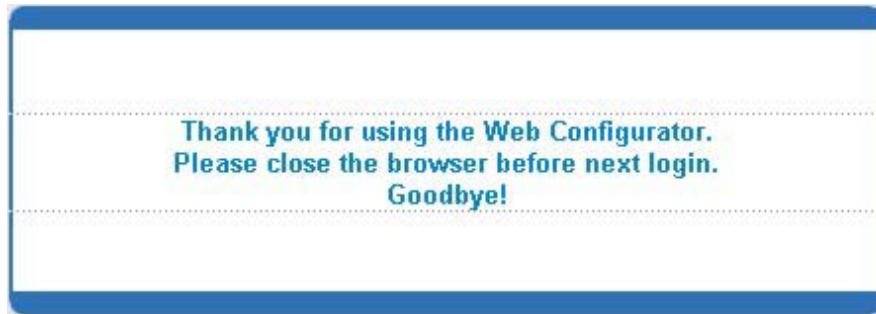 Thank you for using the Web Configurator.
Please close the browser before next login.
Goodbye!